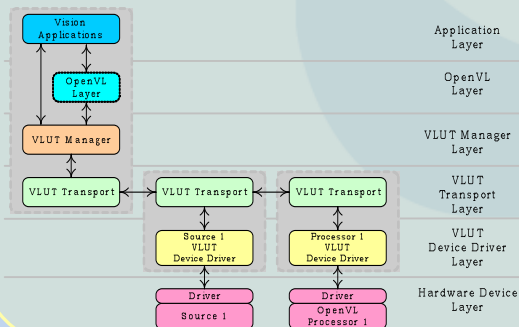 Vision
Applications
Application
Layer
OpenVL
Layer
OpenVL
Layer
VLUT Manager
VLUT Manager
Layer
VLUT Transport
VLUT Transport
VLUT Transport
VLUT
Transport
Layer
Source 1
VLUT
Device Driver
Processor 1
VLUT
Device Driver
VLUT
Device Driver
Layer
Driver
Source 1
Driver
OpenVL
Processor 1
Hardware Device
Layer